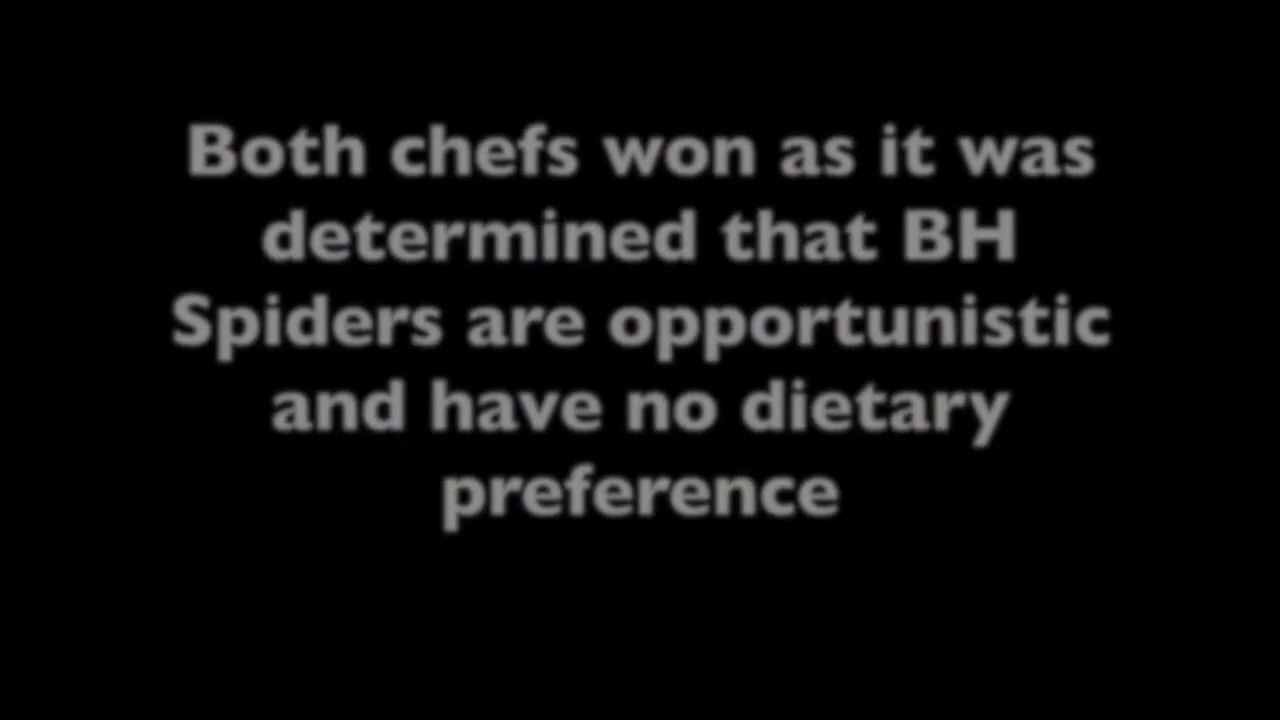 Both chefs won as it was
determined that BH
Spiders are opportunistic
and have no dietary
preference